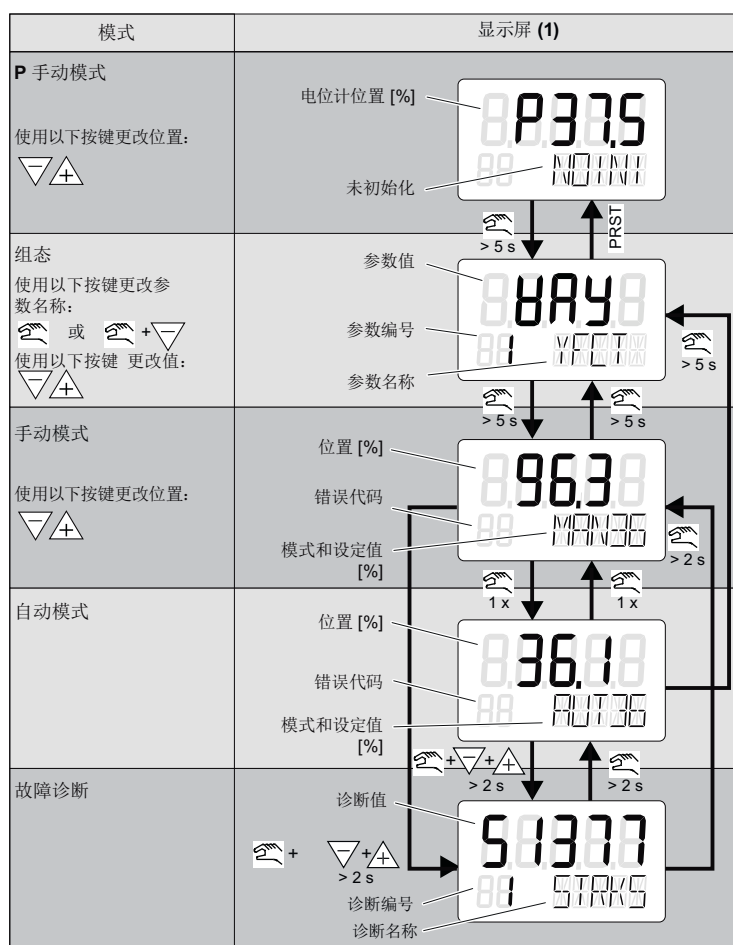 模式
显示屏 (1)
P 手动模式
使用以下按键更改位置:
电位计位置 [%]
P37.5
NOINI
未初始化
> 5 s
PRST
组态
使用以下按键更改参
数名称:
或
+
使用以下按键 更改值:
参数值
WAY
参数编号
1
YFCT
参数名称
> 5 s
> 5 s
> 5 s
手动模式
使用以下按键更改位置:
位置 [%]
96.3
错误代码
MAN36
模式和设定值
[%]
> 2 s
1 x
1 x
自动模式
位置 [%]
36.1
错误代码
AUT36
模式和设定值
[%]
+ +
> 2 s
> 2 s
故障诊断
诊断值
51377
+ +
> 2 s
诊断编号
1
STRKS
诊断名称